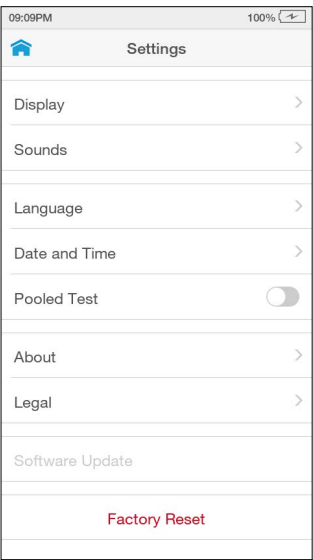 09:09PM 100%
Settings
Display
Sounds
Language
Date and Time
Pooled Test
About
Legal
Software Update
Factory Reset